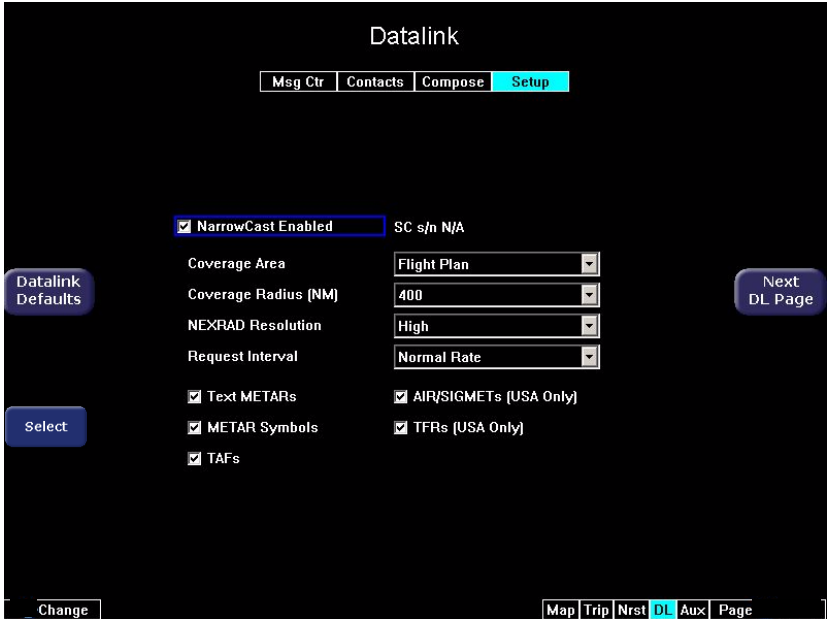 Datalink
Msg Ctr Contacts Compose Setup
NarrowCast Enabled SC s/n N/A
Coverage Area Flight Plan
Datalink Defaults
Coverage Radius (NM) 400
Next DL Page
NEXRAD Resolution High
Request Interval Normal Rate
Text METARs AIR/SIGMETs (USA Only)
Select
METAR Symbols TFRs (USA Only)
TAFs
Change Map Trip Nrst DL Aux Page